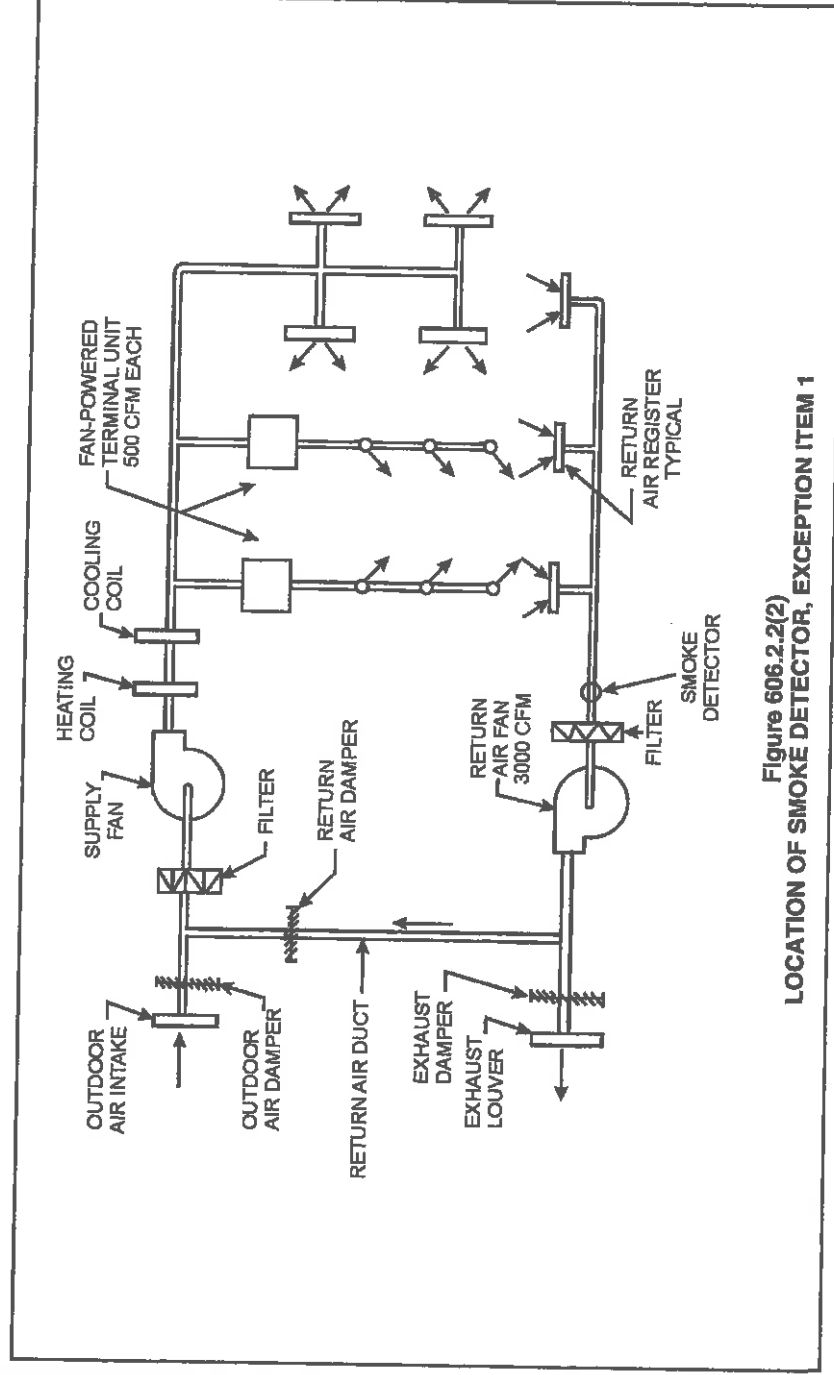 FAN-POWERED
TERMINAL UNIT
500 CFM EACH
COOLING
COIL
HEATING
COIL
SUPPLY
FAN
FILTER
RETURN
AIR DAMPER
OUTDOOR
AIR INTAKE
OUTDOOR
AIR DAMPER
RETURN AIR DUCT
EXHAUST
DAMPER
EXHAUST
LOUVER
RETURN
AIR FAN
3000 CFM
FILTER
SMOKE
DETECTOR
RETURN
AIR REGISTER
TYPICAL
Figure 606.2.2(2)
LOCATION OF SMOKE DETECTOR, EXCEPTION ITEM 1